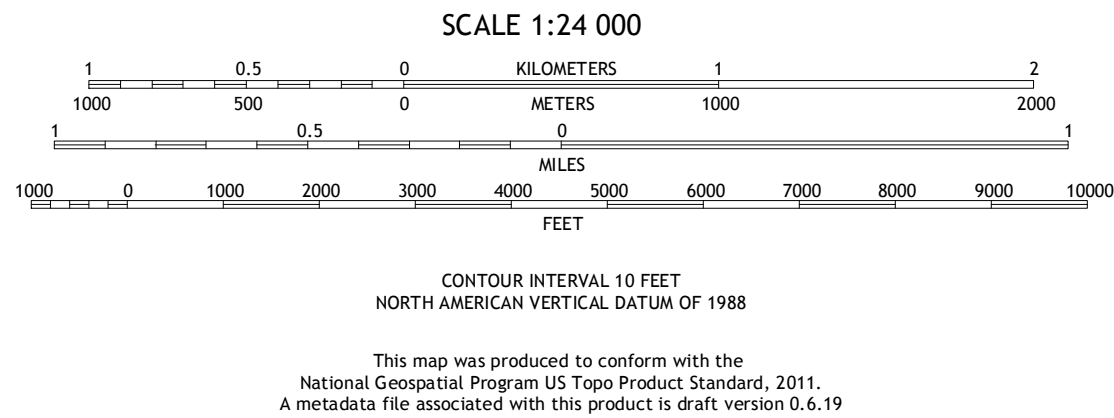 SCALE 1:24 000
1 0.5 0 KILOMETERS 1 2
1000 500 0 METERS 1000 2000
1 0.5 0 1
MILES
1000 0 1000 2000 3000 4000 5000 6000 7000 8000 9000 10000
FEET
CONTOUR INTERVAL 10 FEET
NORTH AMERICAN VERTICAL DATUM OF 1988
This map was produced to conform with the
National Geospatial Program US Topo Product Standard, 2011.
A metadata file associated with this product is draft version 0.6.19